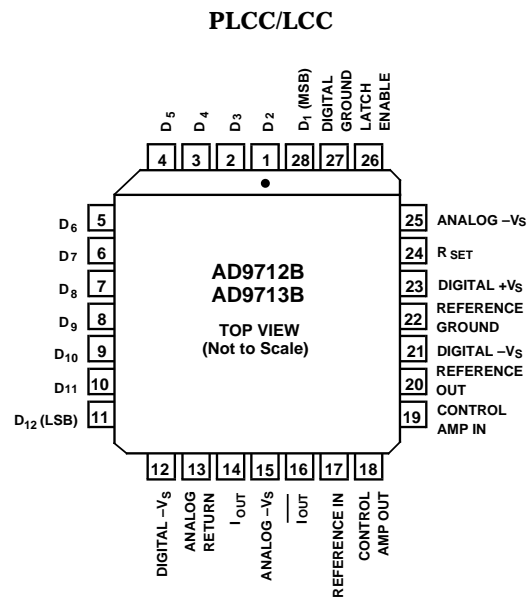 PLCC/LCC
D5
D4
D3
D2
D1 (MSB)
DIGITAL
GROUND
LATCH
ENABLE
4 3 2 1 28 27 26
D6 5
D7 6
D8 7
D9 8
D10 9
D11 10
D12 (LSB) 11
AD9712B
AD9713B
TOP VIEW
(Not to Scale)
25 ANALOG –VS
24 RSET
23 DIGITAL +VS
22 REFERENCE
GROUND
21 DIGITAL –VS
20 REFERENCE
OUT
19 CONTROL
AMP IN
12 13 14 15 16 17 18
DIGITAL –VS
ANALOG
RETURN
IOUT
ANALOG –VS
IOUT
REFERENCE IN
CONTROL
AMP OUT